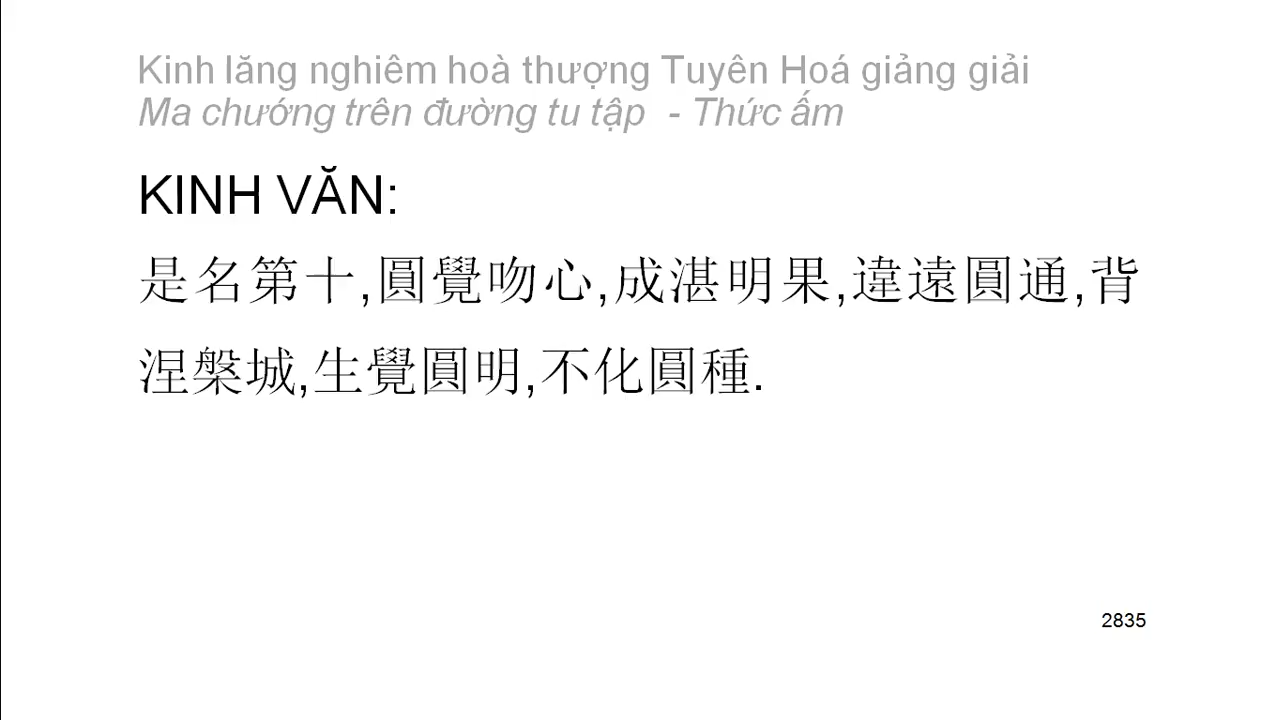 Kinh lăng nghiêm hoà thượng Tuyên Hoá giảng giải
Ma chướng trên đường tu tập - Thức ấm
KINH VĂN:
是名第十,圓覺吻心,成湛明果,違遠圓通,背
涅槃城,生覺圓明,不化圓種.
2835